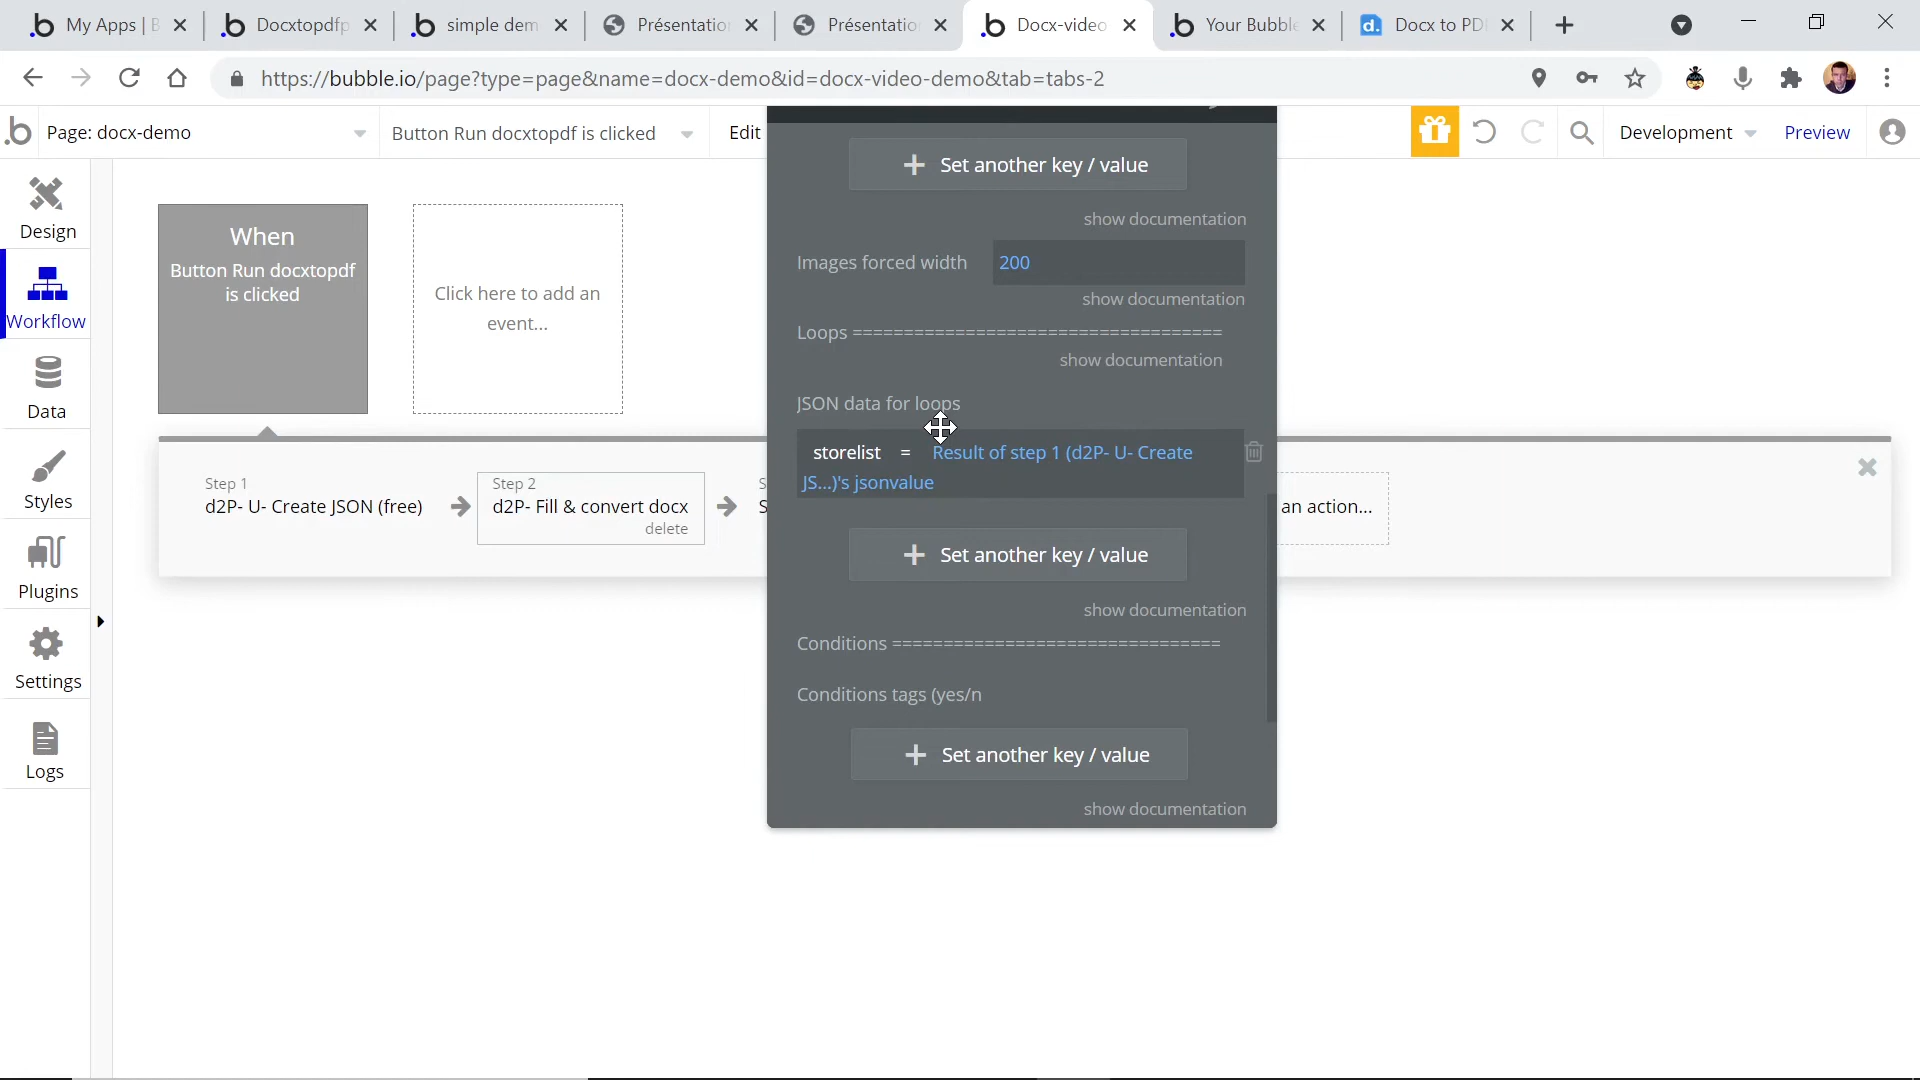 My Apps | B
Docxtopdfp
simple dem
Présentation
Présentation
Docx-video
Your Bubble
Docx to PD
https://bubble.io/page?type=page&name=docx-demo&id=docx-video-demo&tab=tabs-2
Page: docx-demo
Button Run docxtopdf is clicked
Edit
Development
Preview
Design
Workflow
Data
Styles
Plugins
Settings
Logs
When
Button Run docxtopdf
is clicked
Click here to add an
event...
Step 1
d2P- U- Create JSON (free)
Step 2
d2P- Fill & convert docx
delete
an action...
Set another key / value
show documentation
Images forced width
200
show documentation
Loops ====================================
show documentation
JSON data for loops
storelist = Result of step 1 (d2P- U- Create
JS...)'s jsonvalue
Set another key / value
show documentation
Conditions ================================
Conditions tags (yes/n
Set another key / value
show documentation